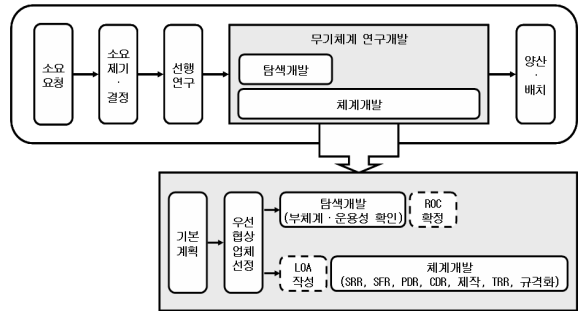 소요
요청
소요
제기
·
결정
선행
연구
무기체계 연구개발
탐색개발
체계개발
양산
·
배치
기본
계획
우선
협상
업체
선정
탐색개발
(부체계·운용성 확인)
ROC
확정
LOA
작성
체계개발
(SRR, SFR, PDR, CDR, 제작, TRR, 규격화)